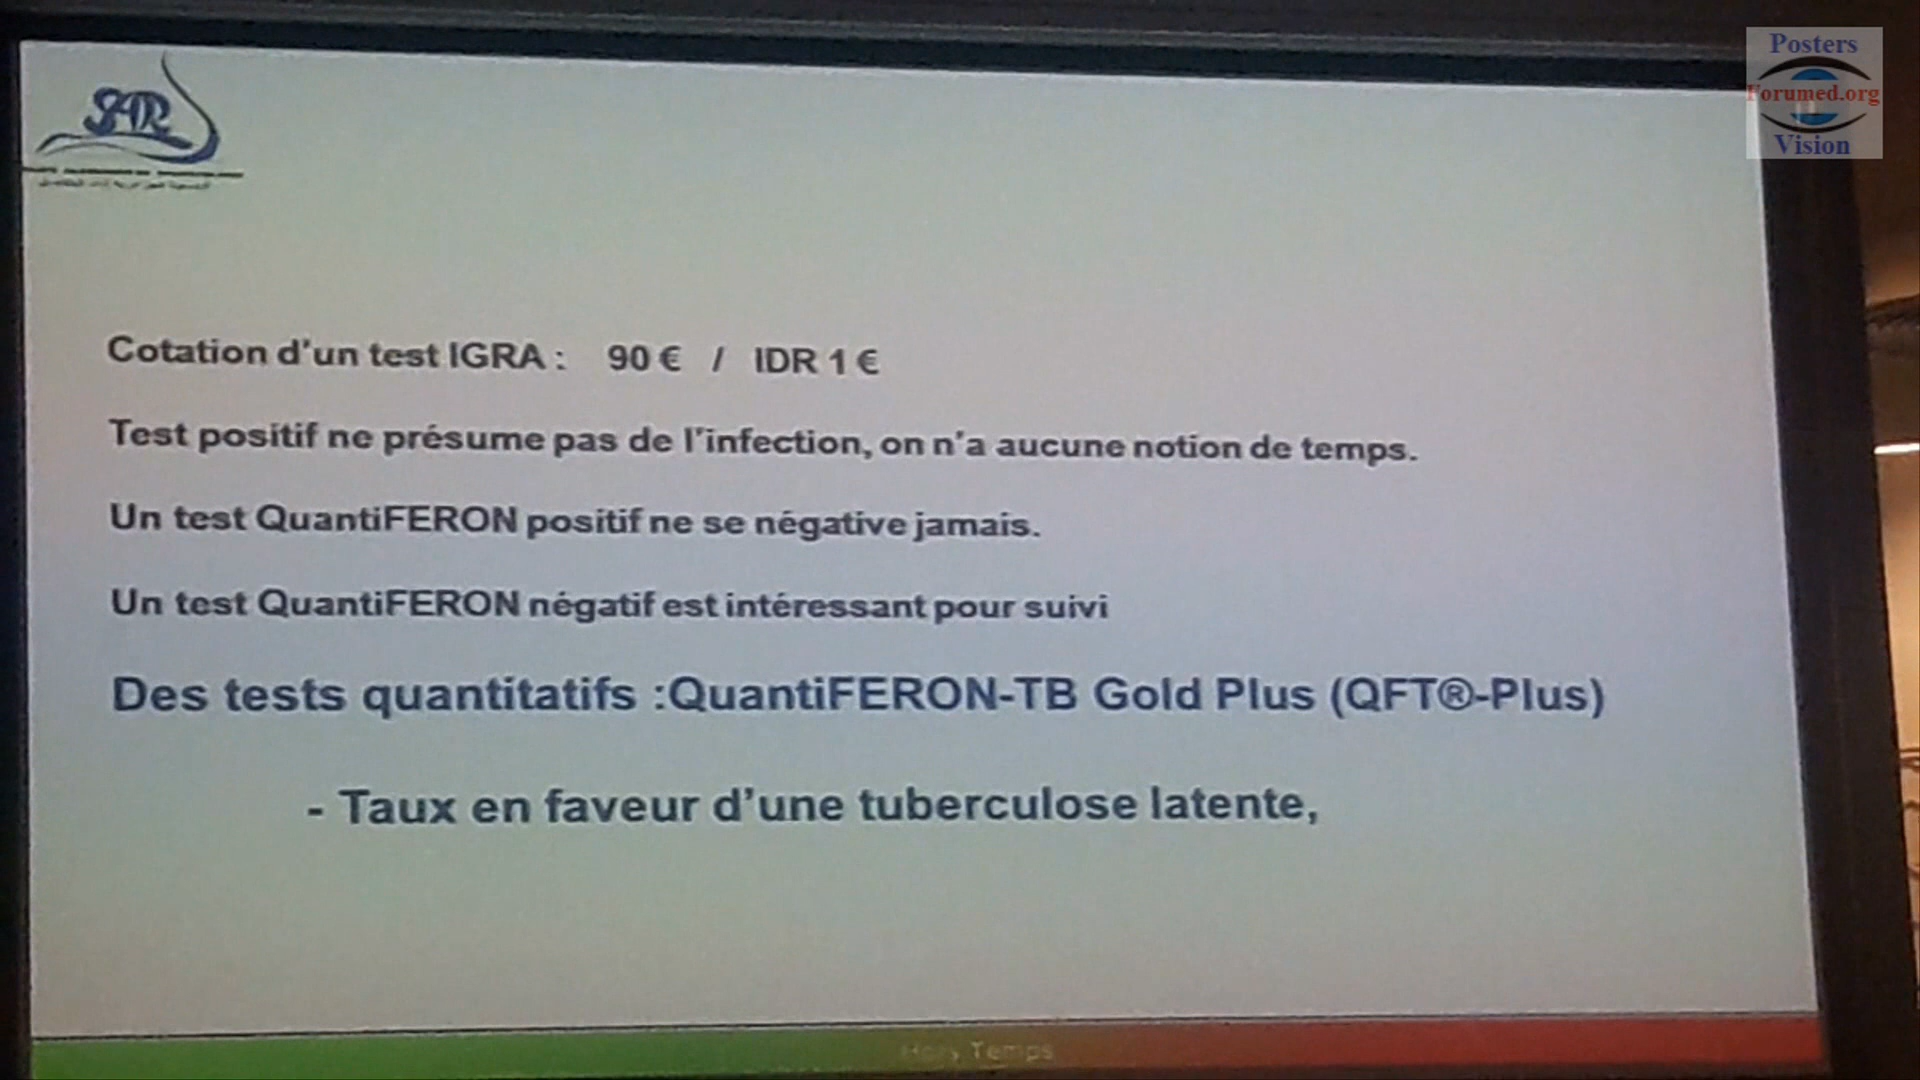 Posters
Forumed.org
Vision
SAR
Cotation d'un test IGRA : 90 € / IDR 1 €
Test positif ne présume pas de l'infection, on n'a aucune notion de temps.
Un test QuantiFERON positif ne se négative jamais.
Un test QuantiFERON négatif est intéressant pour suivi
Des tests quantitatifs :QuantiFERON-TB Gold Plus (QFT®-Plus)
- Taux en faveur d'une tuberculose latente,
Temps